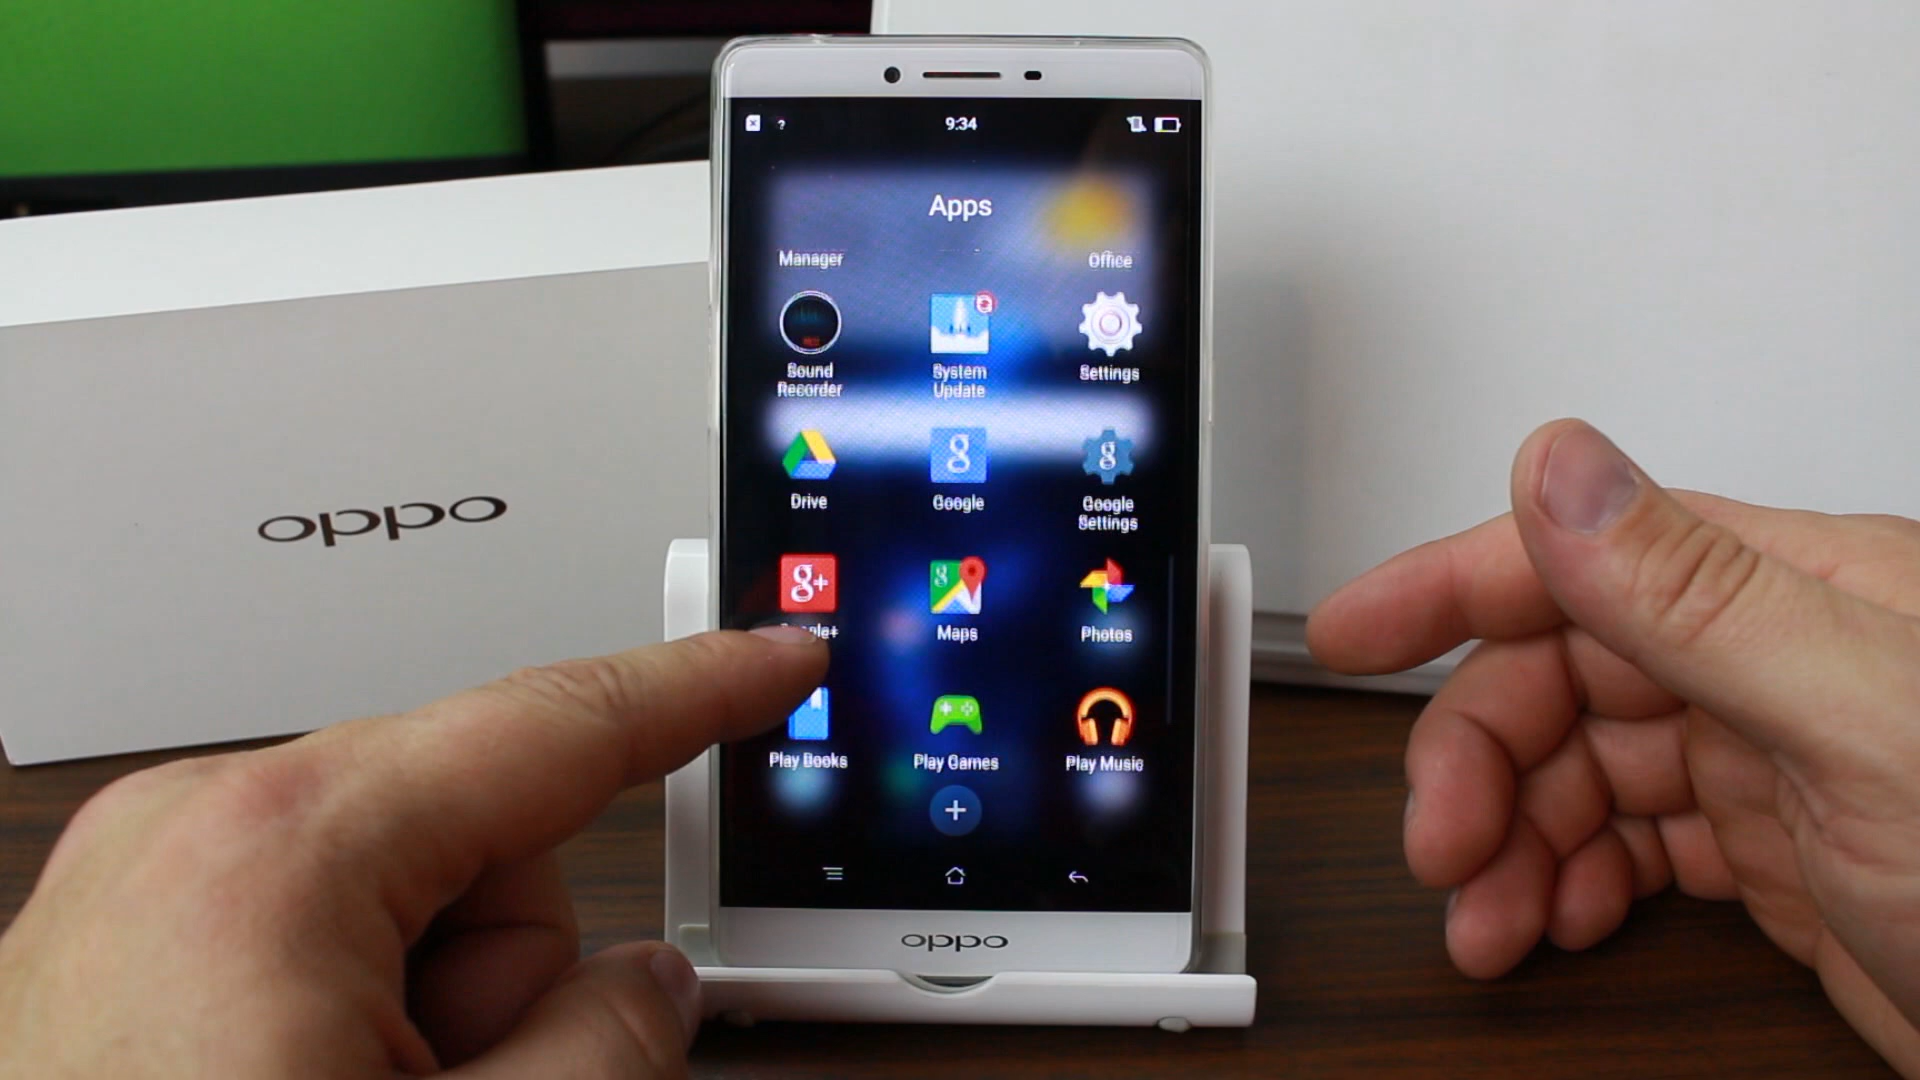 9:34
Apps
Manager
Office
Sound
Recorder
System
Update
Settings
oppo
Drive
g
Google
g
Google
Settings
g+
g
Maps
Photos
Play Books
Play Games
Play Music
+
oppo